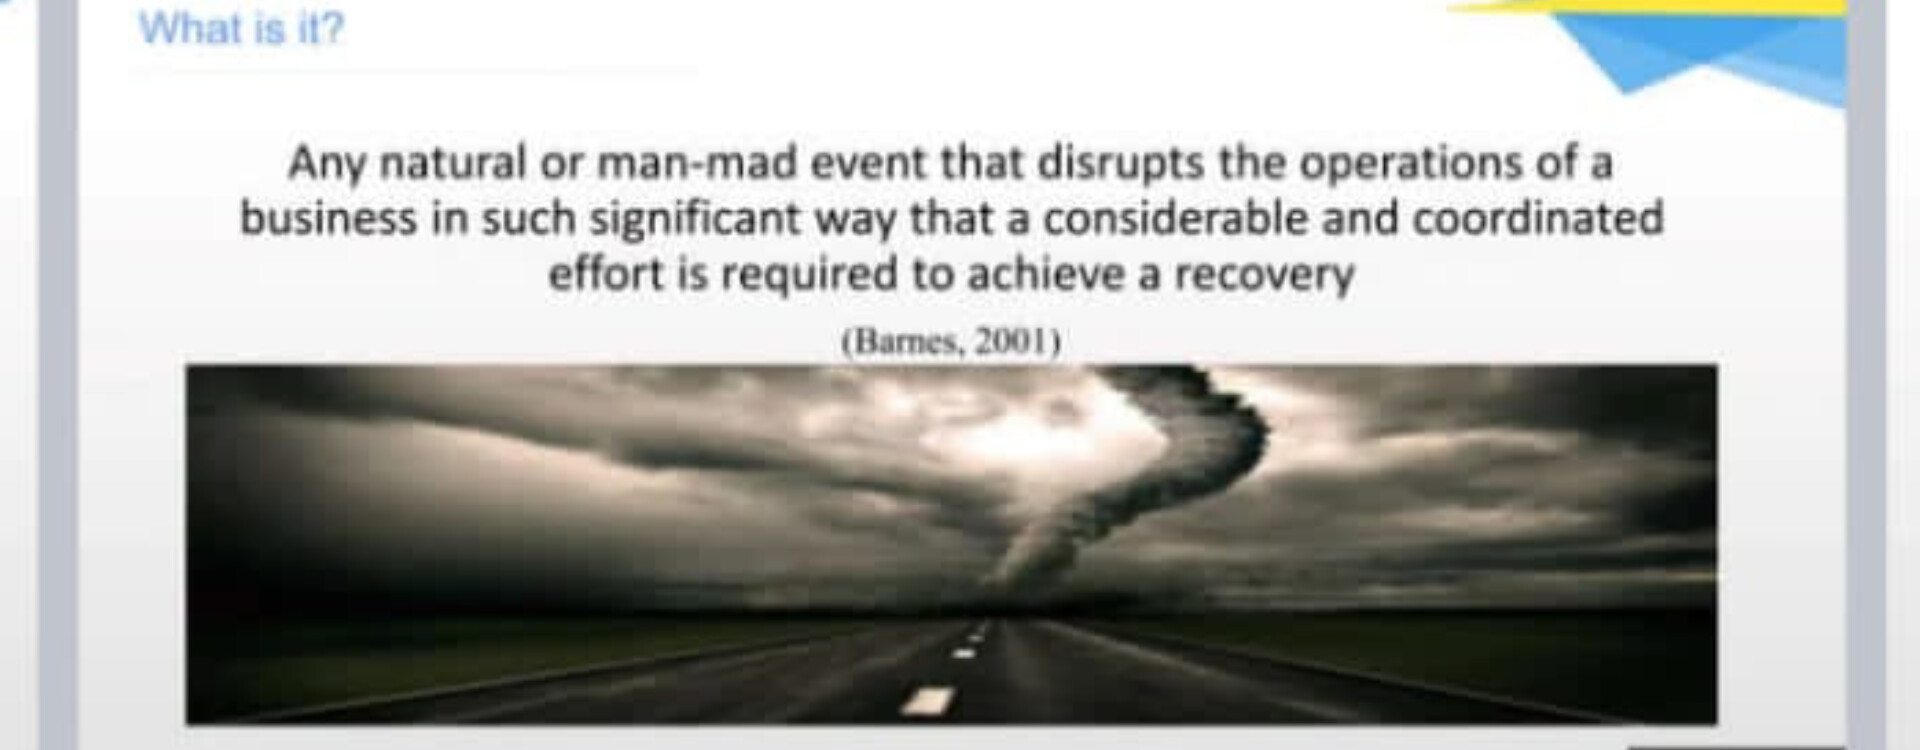 What is it?
Any natural or man-mad event that disrupts the operations of a
business in such significant way that a considerable and coordinated
effort is required to achieve a recovery
(Barnes, 2001)